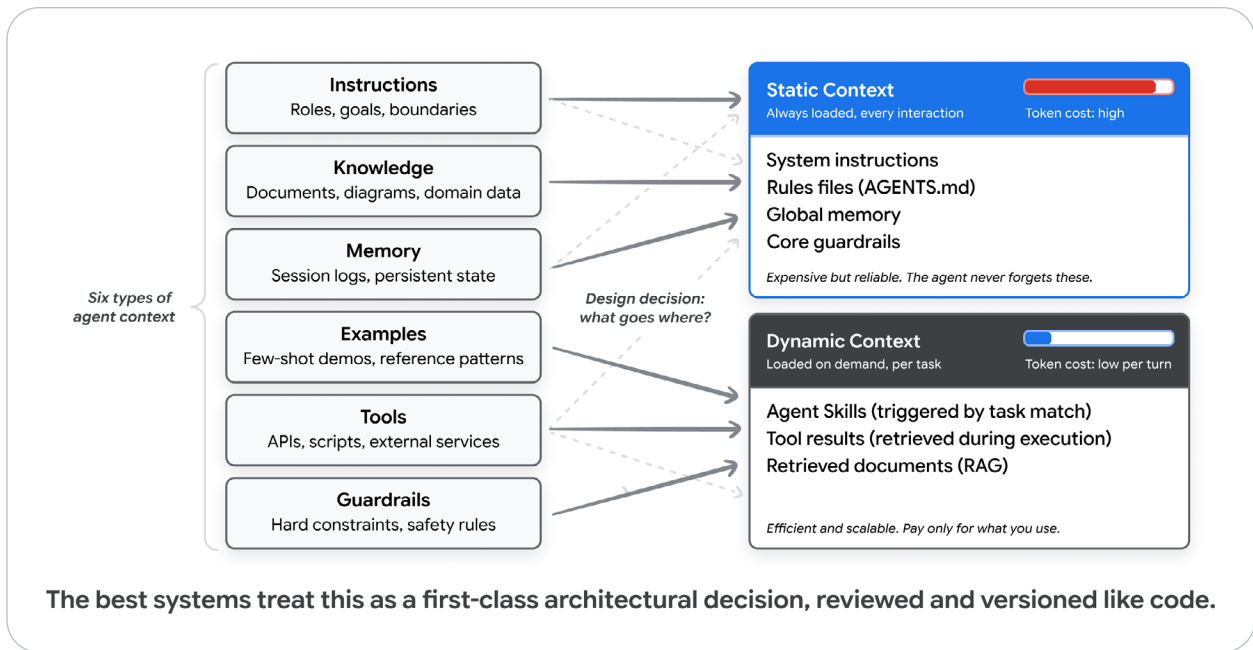 Six types of
agent context
Instructions
Roles, goals, boundaries
Knowledge
Documents, diagrams, domain data
Memory
Session logs, persistent state
Examples
Few-shot demos, reference patterns
Tools
APIs, scripts, external services
Guardrails
Hard constraints, safety rules
Design decision:
what goes where?
Static Context
Always loaded, every interaction
Token cost: high
System instructions
Rules files (AGENTS.md)
Global memory
Core guardrails
Expensive but reliable. The agent never forgets these.
Dynamic Context
Loaded on demand, per task
Token cost: low per turn
Agent Skills (triggered by task match)
Tool results (retrieved during execution)
Retrieved documents (RAG)
Efficient and scalable. Pay only for what you use.
The best systems treat this as a first-class architectural decision, reviewed and versioned like code.